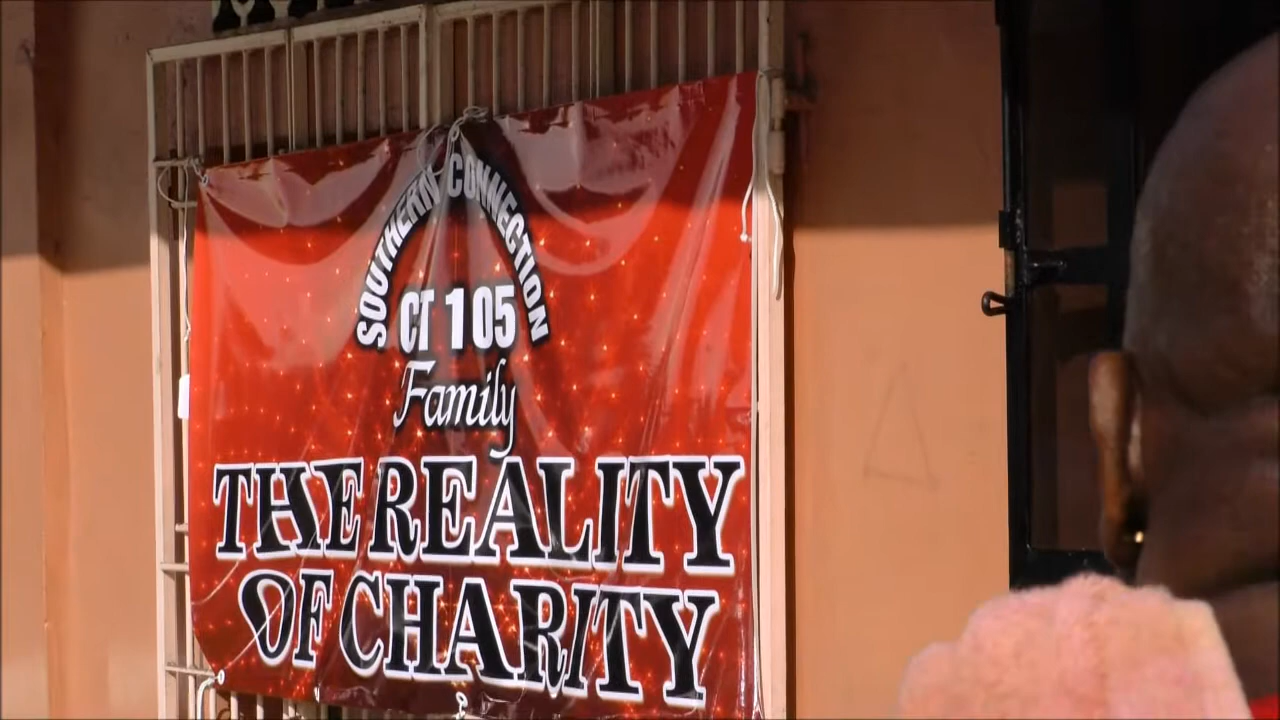 SOUTHERN CONNECTION
CT 105
Family
THE REALITY
OF CHARITY